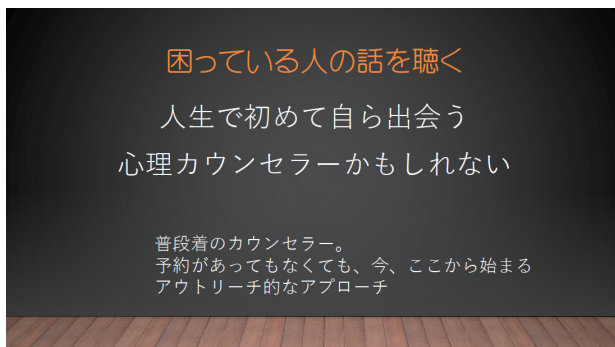 困っている人の話を聴く
人生で初めて自ら出会う
心理カウンセラーかもしれない
普段着のカウンセラー。
予約があってもなくても、今、ここから始まる
アウトリーチ的なアプローチ